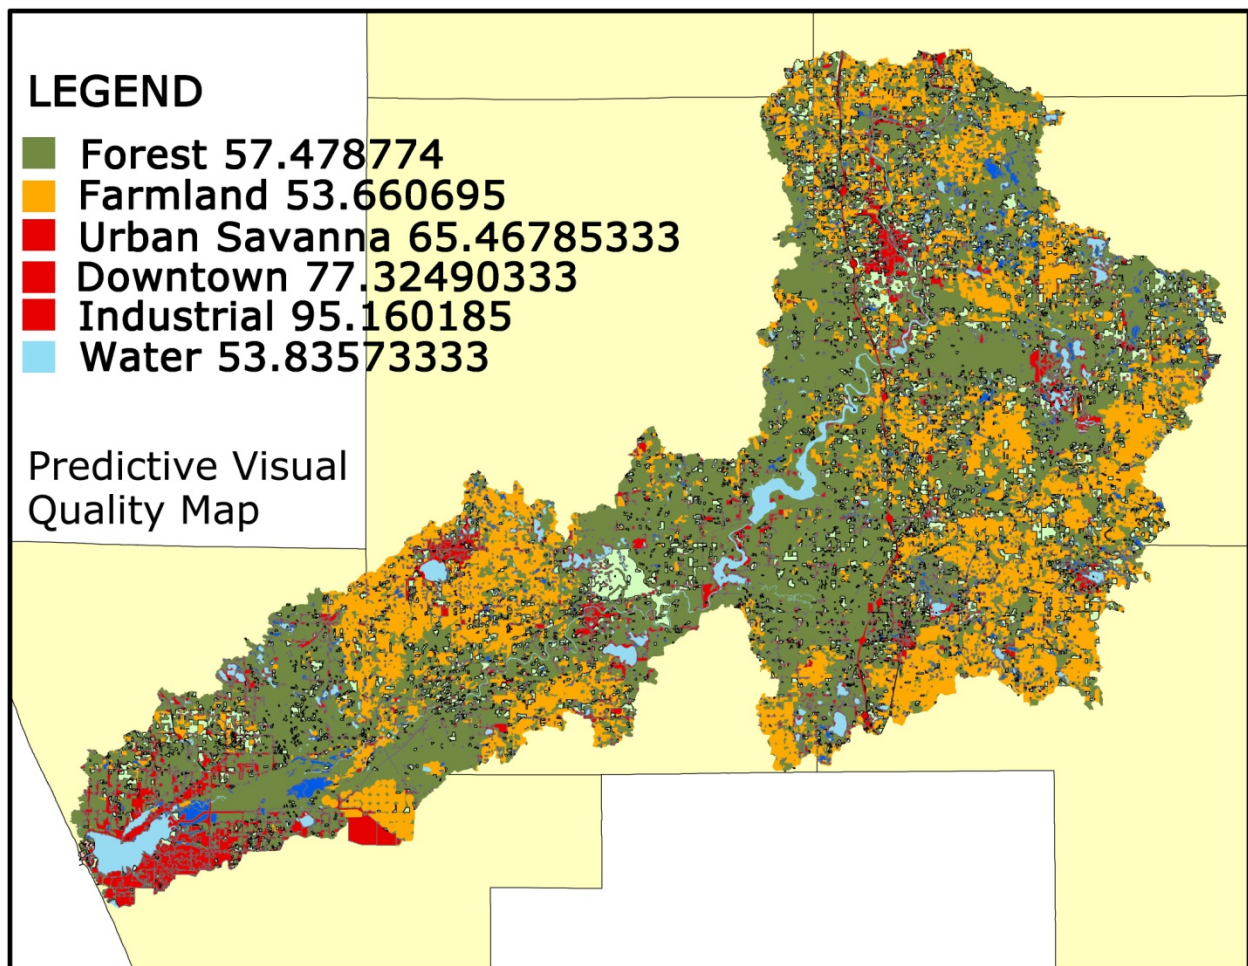 LEGEND
Forest 57.478774
Farmland 53.660695
Urban Savanna 65.46785333
Downtown 77.32490333
Industrial 95.160185
Water 53.83573333
Predictive Visual
Quality Map